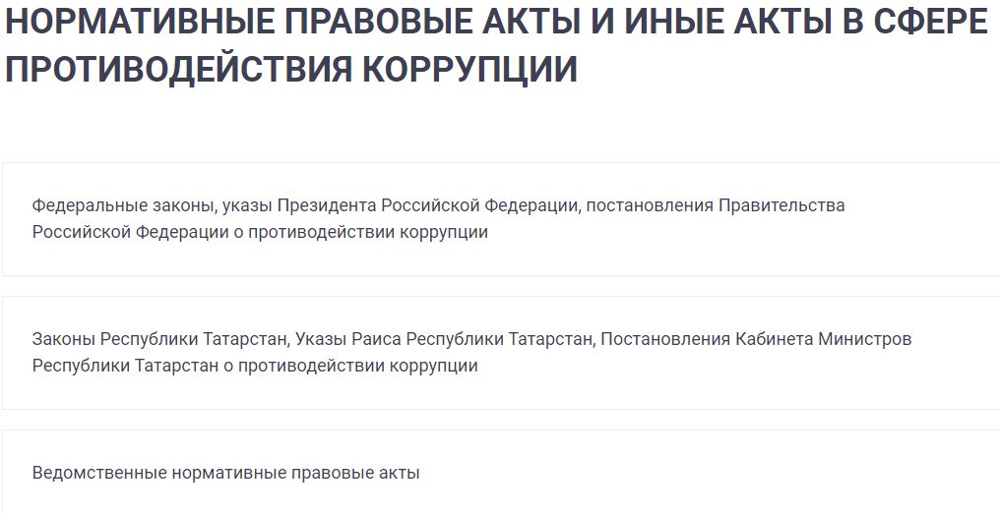 НОРМАТИВНЫЕ ПРАВОВЫЕ АКТЫ И ИНЫЕ АКТЫ В СФЕРЕ
ПРОТИВОДЕЙСТВИЯ КОРРУПЦИИ
Федеральные законы, указы Президента Российской Федерации, постановления Правительства
Российской Федерации о противодействии коррупции
Законы Республики Татарстан, Указы Раиса Республики Татарстан, Постановления Кабинета Министров
Республики Татарстан о противодействии коррупции
Ведомственные нормативные правовые акты